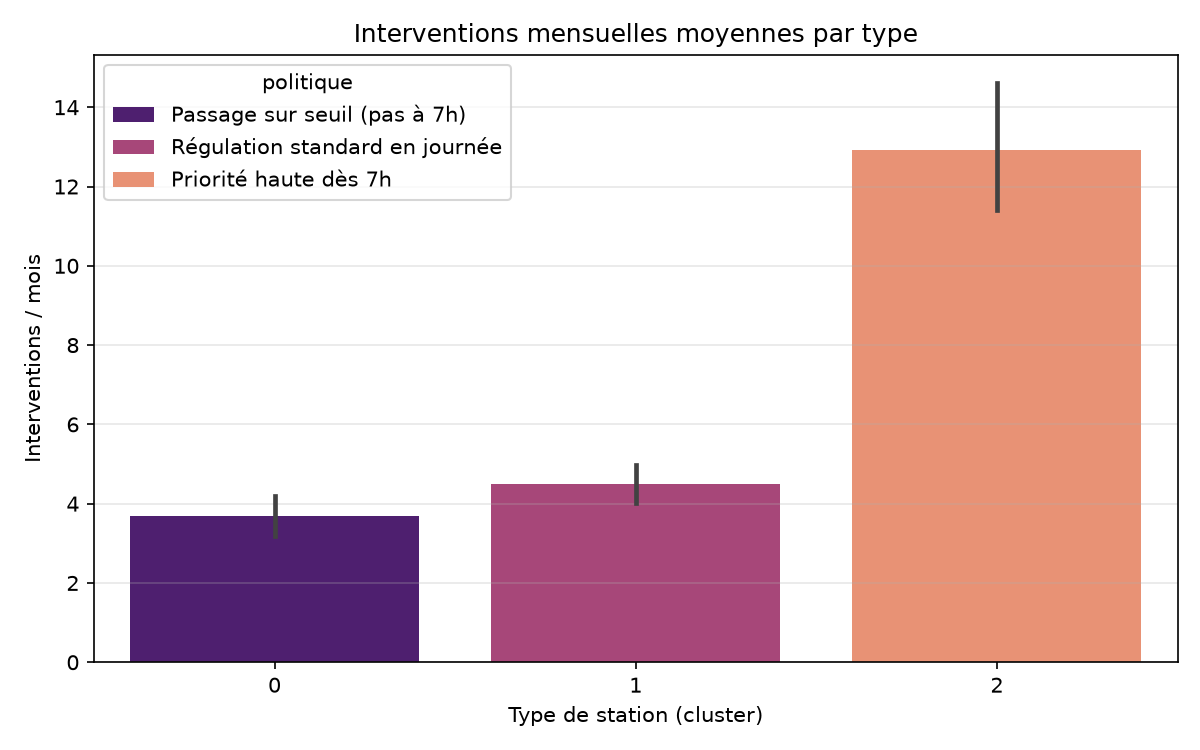 Interventions mensuelles moyennes par type
politique
Passage sur seuil (pas à 7h)
Régulation standard en journée
Priorité haute dès 7h
Interventions / mois
14
12
10
8
6
4
2
0
0 1 2
Type de station (cluster)